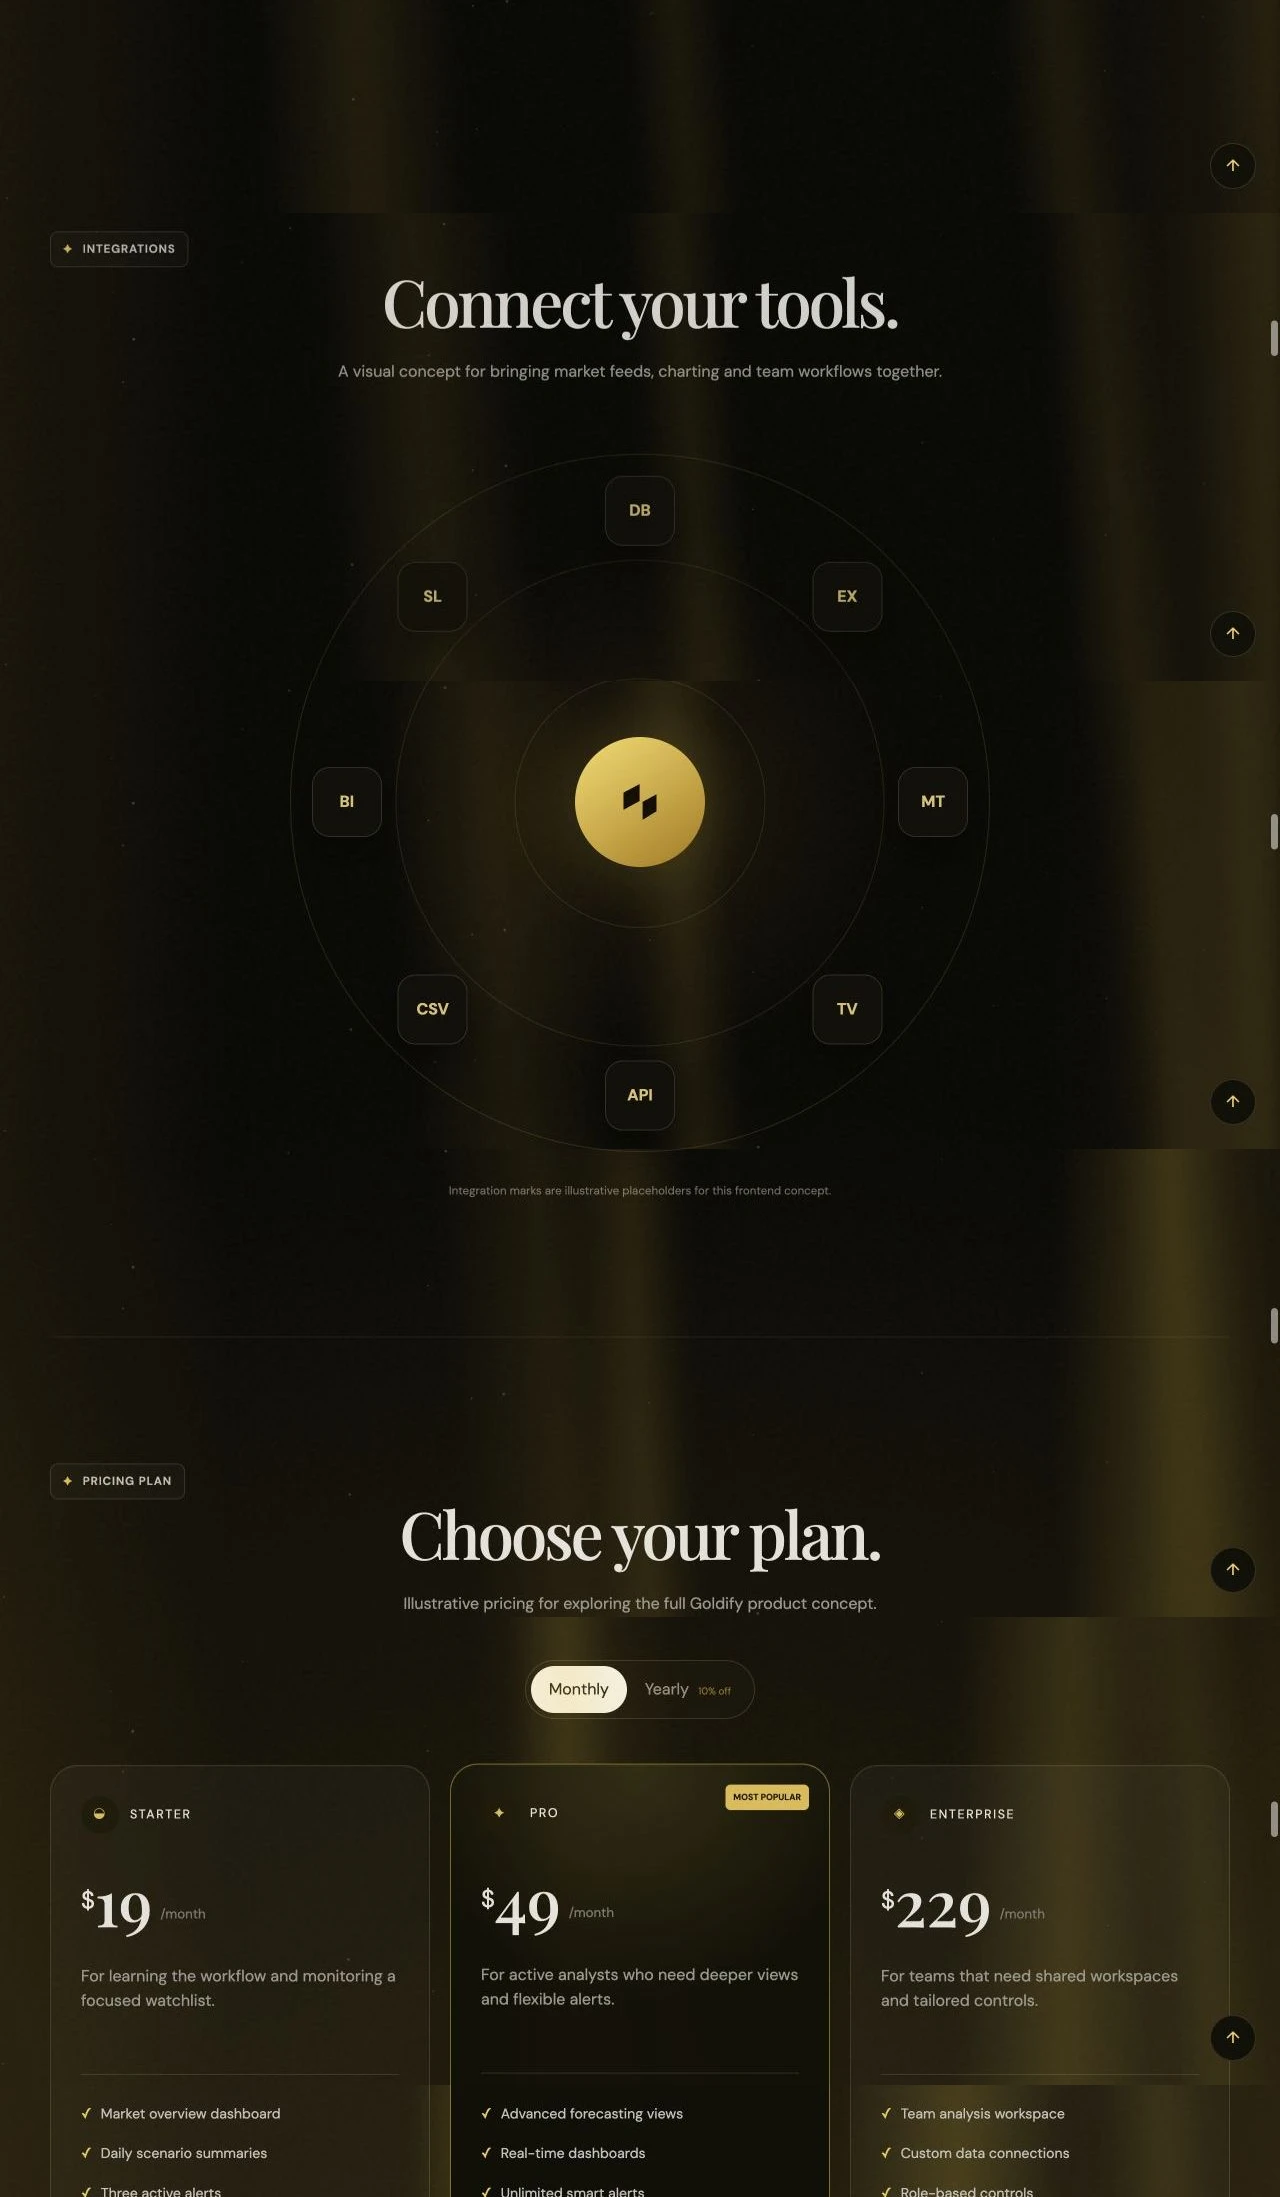 INTEGRATIONS
Connect your tools.
A visual concept for bringing market feeds, charting and team workflows together.
DB
SL
EX
BI
MT
CSV
TV
API
Integration marks are illustrative placeholders for this frontend concept.
PRICING PLAN
Choose your plan.
Illustrative pricing for exploring the full Goldify product concept.
Monthly Yearly 10% off
STARTER
$19 /month
For learning the workflow and monitoring a
focused watchlist.
✓ Market overview dashboard
✓ Daily scenario summaries
✓ Three active alerts
PRO
MOST POPULAR
$49 /month
For active analysts who need deeper views
and flexible alerts.
✓ Advanced forecasting views
✓ Real-time dashboards
✓ Unlimited smart alerts
ENTERPRISE
$229 /month
For teams that need shared workspaces
and tailored controls.
✓ Team analysis workspace
✓ Custom data connections
✓ Role-based controls